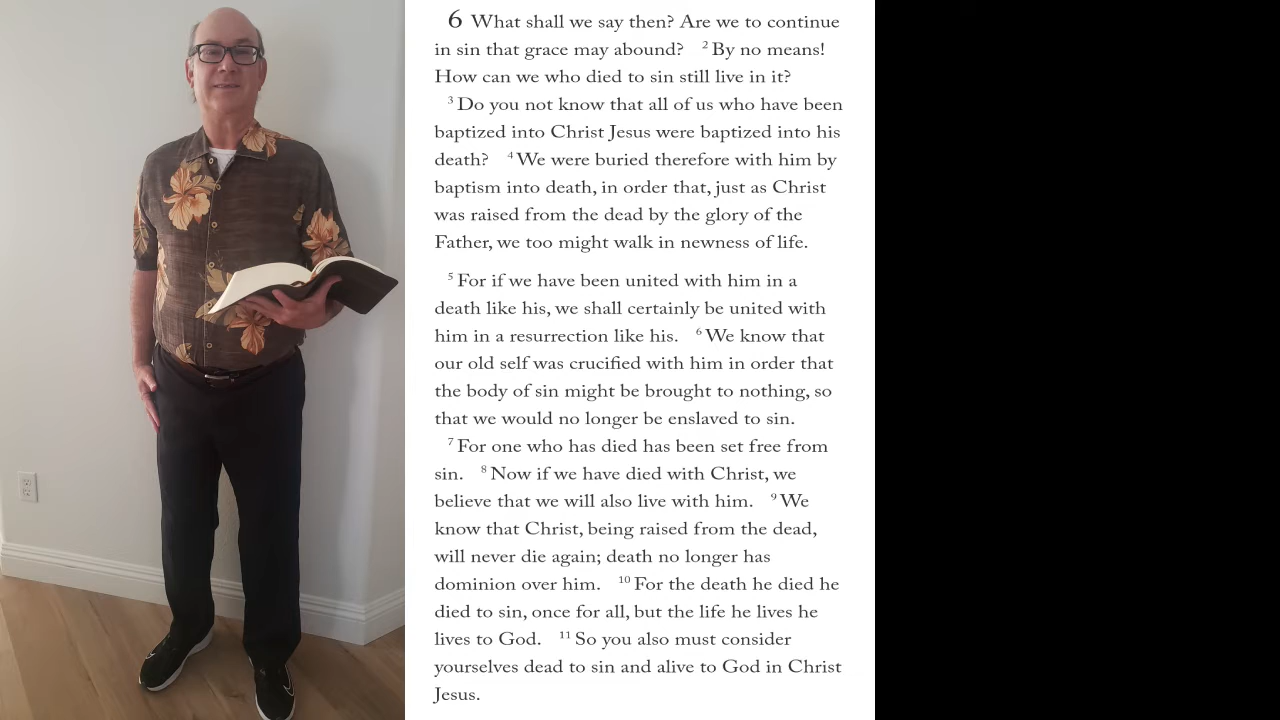 6 What shall we say then? Are we to continue
in sin that grace may abound? 2 By no means!
How can we who died to sin still live in it?
3 Do you not know that all of us who have been
baptized into Christ Jesus were baptized into his
death? 4 We were buried therefore with him by
baptism into death, in order that, just as Christ
was raised from the dead by the glory of the
Father, we too might walk in newness of life.
5 For if we have been united with him in a
death like his, we shall certainly be united with
him in a resurrection like his. 6 We know that
our old self was crucified with him in order that
the body of sin might be brought to nothing, so
that we would no longer be enslaved to sin.
7 For one who has died has been set free from
sin. 8 Now if we have died with Christ, we
believe that we will also live with him. 9 We
know that Christ, being raised from the dead,
will never die again; death no longer has
dominion over him. 10 For the death he died he
died to sin, once for all, but the life he lives he
lives to God. 11 So you also must consider
yourselves dead to sin and alive to God in Christ
Jesus.